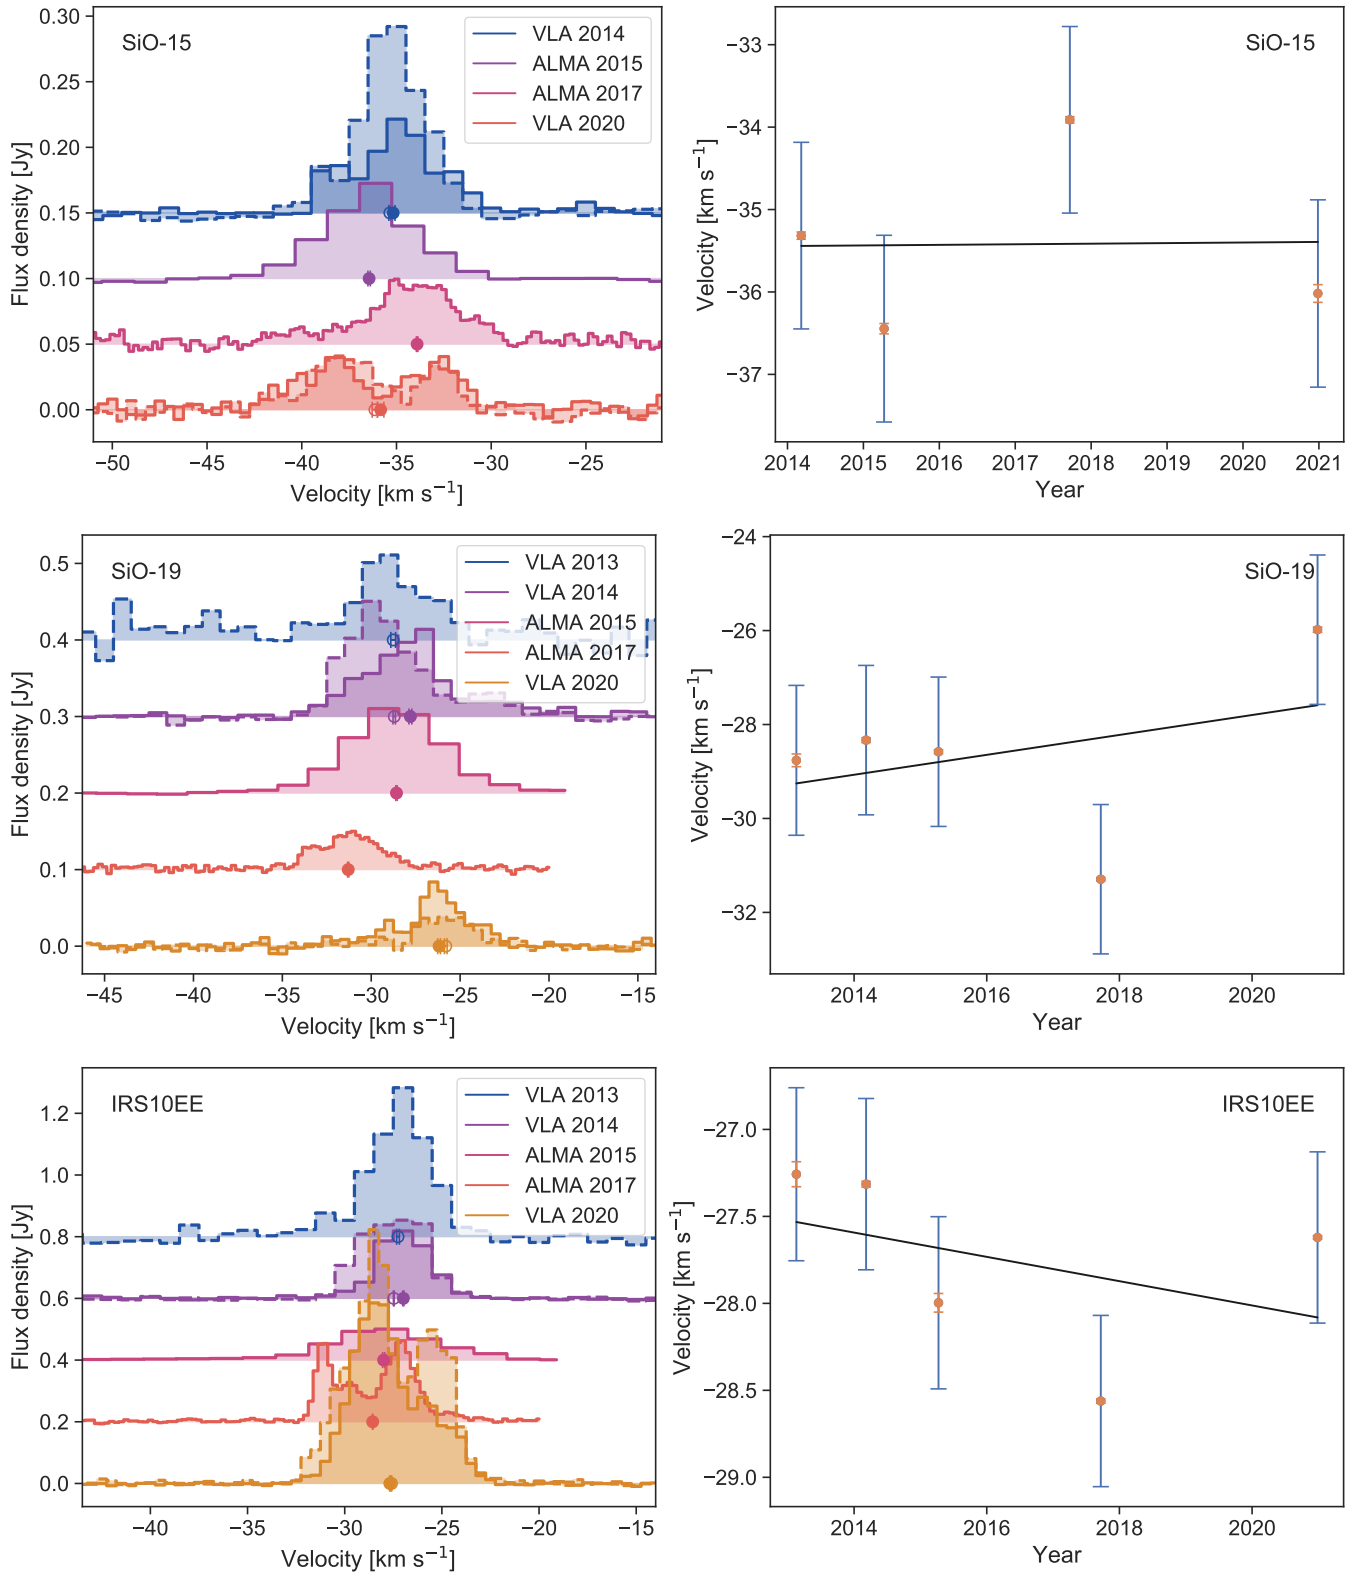 SiO-15
VLA 2014
ALMA 2015
ALMA 2017
VLA 2020
0.30
0.25
0.20
0.15
0.10
0.05
0.00
Flux density [Jy]
−50 −45 −40 −35 −30 −25
Velocity [km s⁻¹]
SiO-15
−33
−34
−35
−36
−37
Velocity [km s⁻¹]
2014 2015 2016 2017 2018 2019 2020 2021
Year
SiO-19
VLA 2013
VLA 2014
ALMA 2015
ALMA 2017
VLA 2020
0.5
0.4
0.3
0.2
0.1
0.0
Flux density [Jy]
−45 −40 −35 −30 −25 −20 −15
Velocity [km s⁻¹]
SiO-19
−24
−26
−28
−30
−32
Velocity [km s⁻¹]
2014 2016 2018 2020
Year
IRS10EE
VLA 2013
VLA 2014
ALMA 2015
ALMA 2017
VLA 2020
1.2
1.0
0.8
0.6
0.4
0.2
0.0
Flux density [Jy]
−40 −35 −30 −25 −20 −15
Velocity [km s⁻¹]
IRS10EE
−27.0
−27.5
−28.0
−28.5
−29.0
Velocity [km s⁻¹]
2014 2016 2018 2020
Year